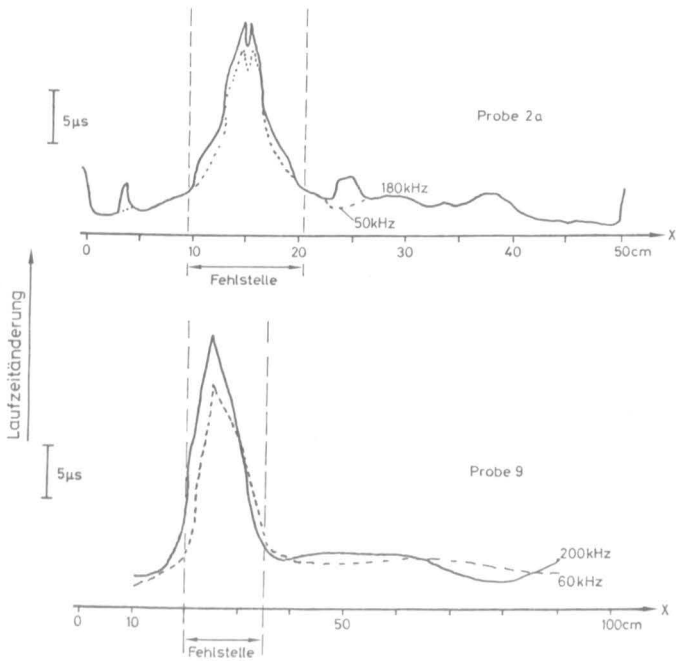 5µs
Probe 2a
180kHz
50kHz
0 10 20 30 40 50cm X
Fehlstelle
Laufzeitänderung
5µs
Probe 9
200kHz
60kHz
0 10 50 100cm X
Fehlstelle